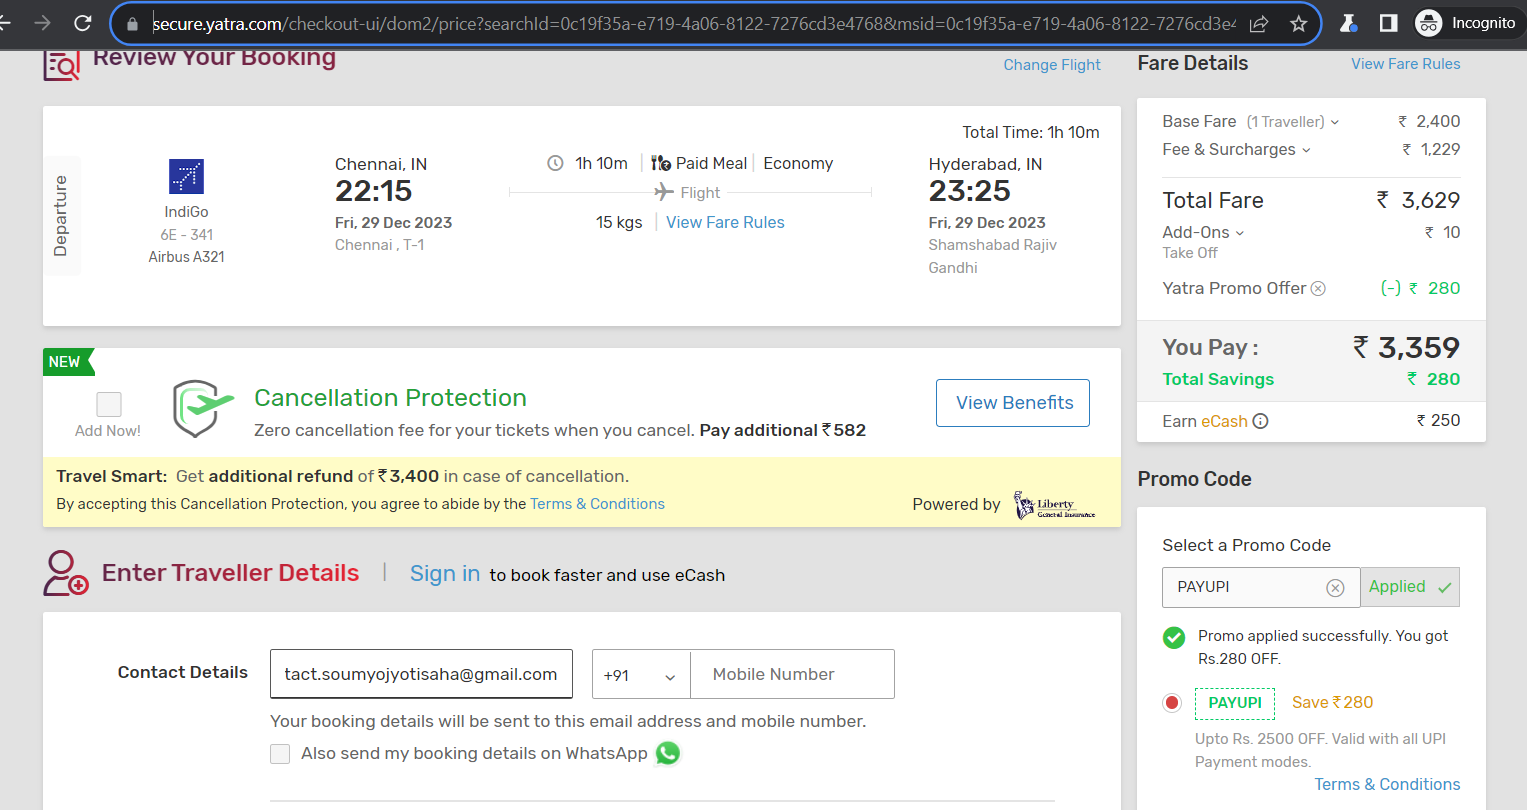 secure.yatra.com/checkout-ui/dom2/price?searchId=0c19f35a-e719-4a06-8122-7276cd3e4768&msid=0c19f35a-e719-4a06-8122-7276cd3e4
Incognito
Review Your Booking
Change Flight
Total Time: 1h 10m
Departure
IndiGo
6E - 341
Airbus A321
Chennai, IN
22:15
Fri, 29 Dec 2023
Chennai , T-1
1h 10m | Paid Meal | Economy
Flight
15 kgs | View Fare Rules
Hyderabad, IN
23:25
Fri, 29 Dec 2023
Shamshabad Rajiv
Gandhi
NEW
Add Now!
Cancellation Protection
Zero cancellation fee for your tickets when you cancel. Pay additional ₹582
View Benefits
Travel Smart: Get additional refund of ₹3,400 in case of cancellation.
By accepting this Cancellation Protection, you agree to abide by the Terms & Conditions
Powered by Liberty
General Insurance
Enter Traveller Details | Sign in to book faster and use eCash
Contact Details
tact.soumyojyotisaha@gmail.com
+91
Mobile Number
Your booking details will be sent to this email address and mobile number.
Also send my booking details on WhatsApp
Fare Details
View Fare Rules
Base Fare (1 Traveller) ₹ 2,400
Fee & Surcharges ₹ 1,229
Total Fare ₹ 3,629
Add-Ons ₹ 10
Take Off
Yatra Promo Offer (-) ₹ 280
You Pay : ₹ 3,359
Total Savings ₹ 280
Earn eCash ₹ 250
Promo Code
Select a Promo Code
PAYUPI
Applied
Promo applied successfully. You got
Rs.280 OFF.
PAYUPI Save ₹280
Upto Rs. 2500 OFF. Valid with all UPI
Payment modes.
Terms & Conditions